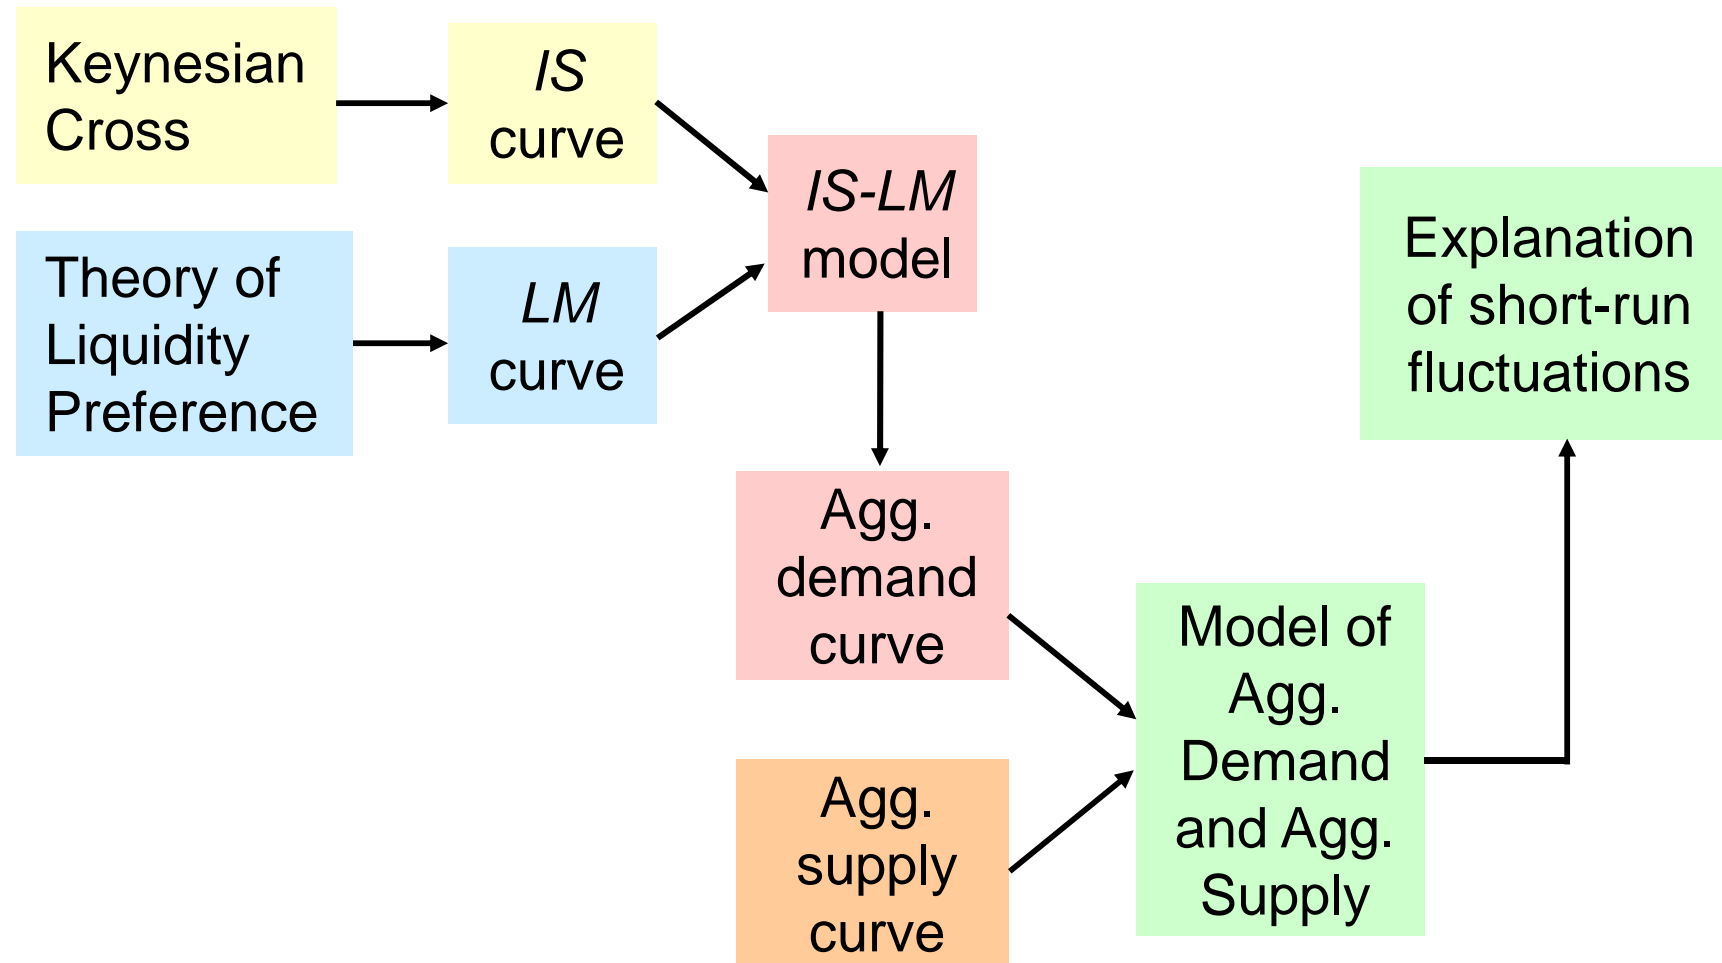 Keynesian
Cross
IS
curve
Theory of
Liquidity
Preference
LM
curve
IS-LM
model
Agg.
demand
curve
Agg.
supply
curve
Model of
Agg.
Demand
and Agg.
Supply
Explanation
of short-run
fluctuations